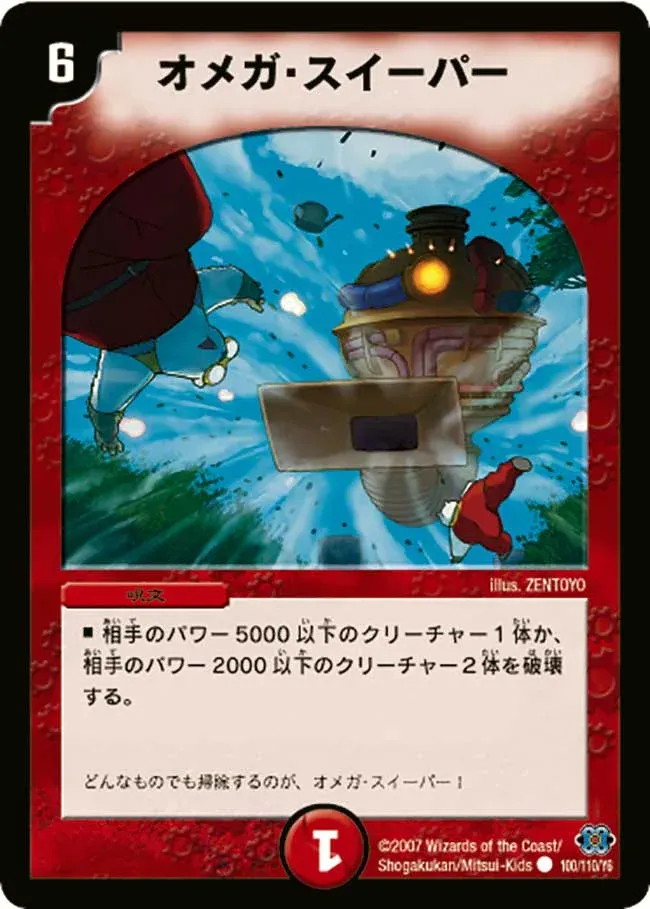 6
オメガ・スイーパー
illus. ZENTOYO
呪文
■ 相手のパワー5000以下のクリーチャー1体か、
相手のパワー2000以下のクリーチャー2体を破壊
する。
どんなものでも掃除するのが、オメガ・スイーパー！
1
©2007 Wizards of the Coast/
Shogakukan/Mitsui-Kids 100/110/Y6